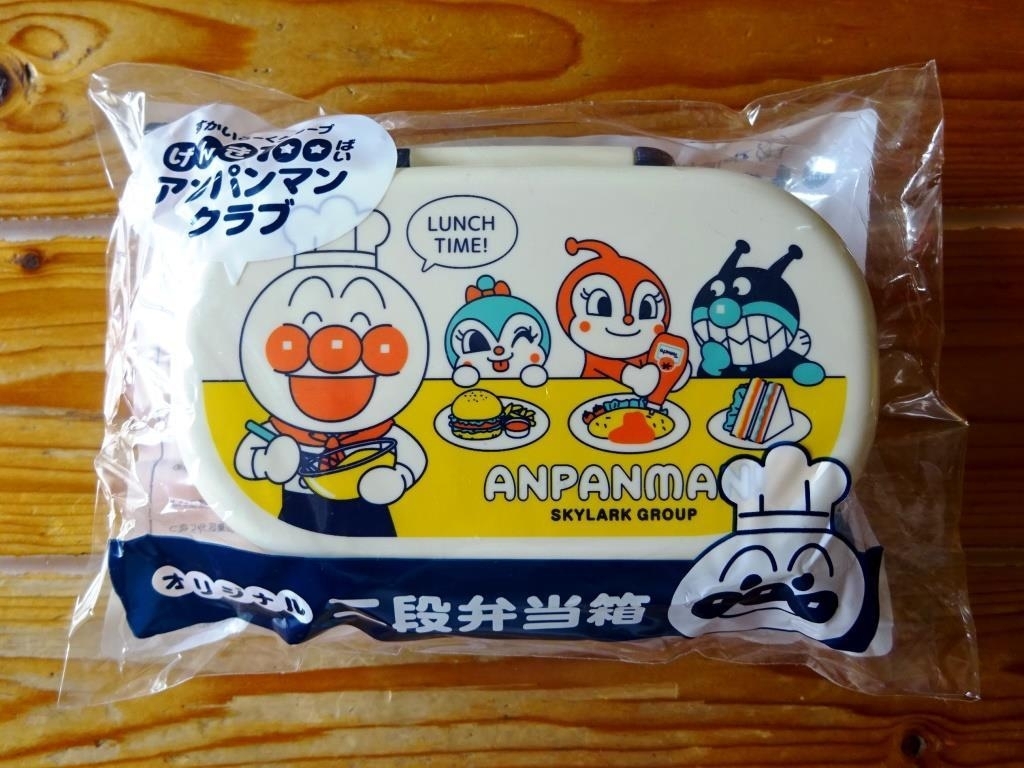 すかいらーくグループ
げんき100ばい
アンパンマン
クラブ
LUNCH
TIME!
Tomato
ANPANMAN
SKYLARK GROUP
オリジナル
二段弁当箱